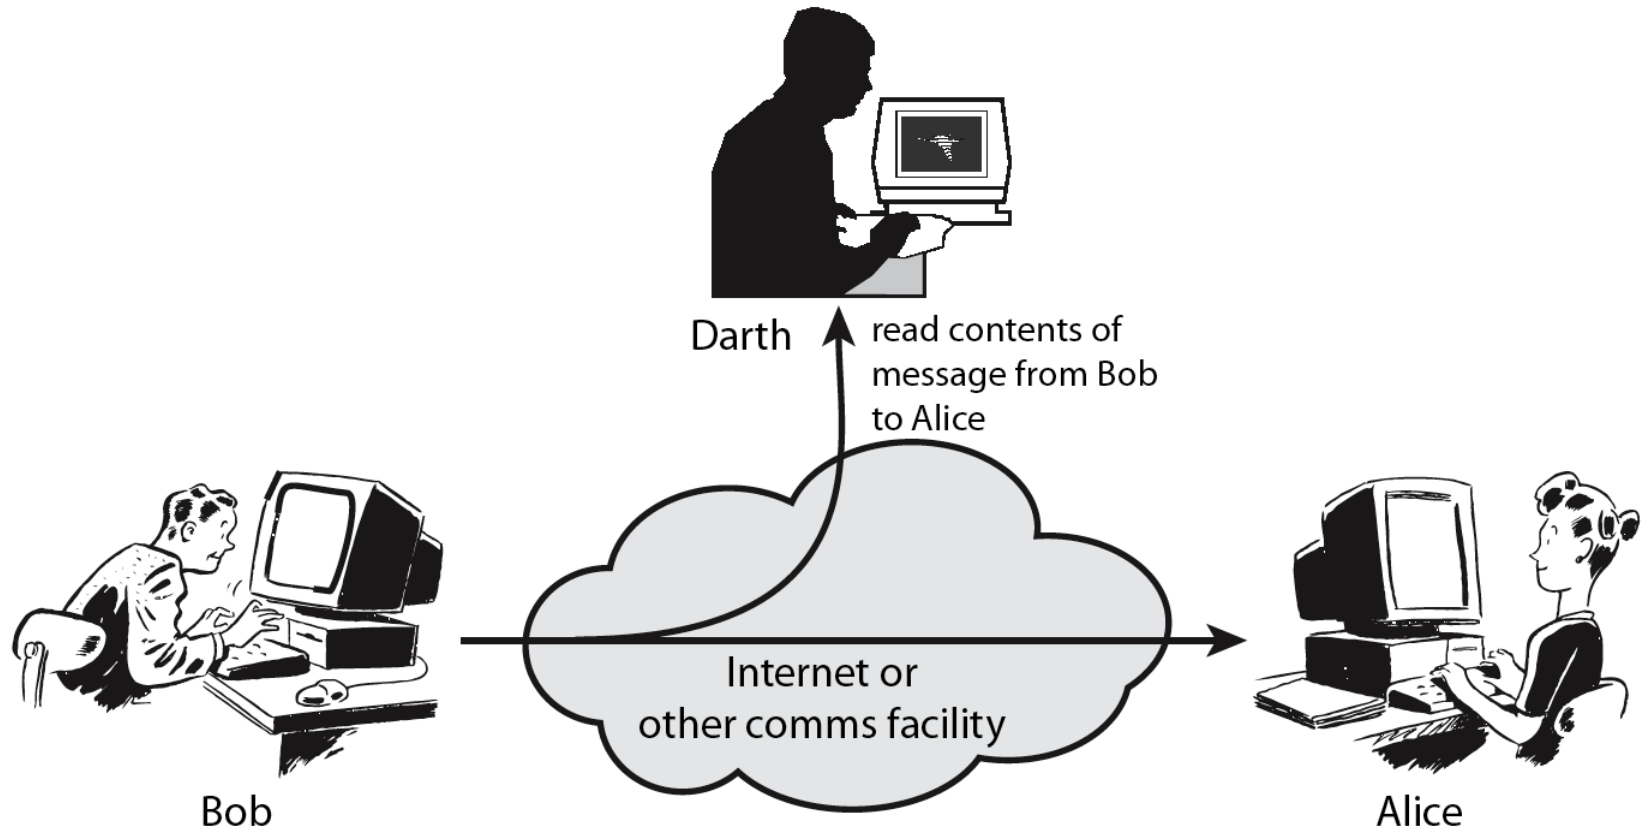 Darth
read contents of
message from Bob
to Alice
Internet or
other comms facility
Bob
Alice